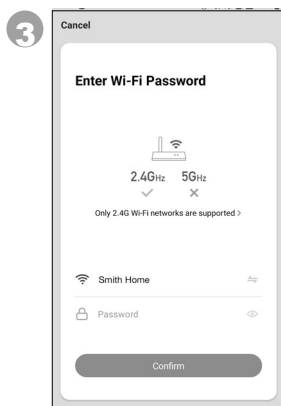 3
Cancel
Enter Wi-Fi Password
2.4GHz 5GHz
Only 2.4G Wi-Fi networks are supported >
Smith Home
Password
Confirm